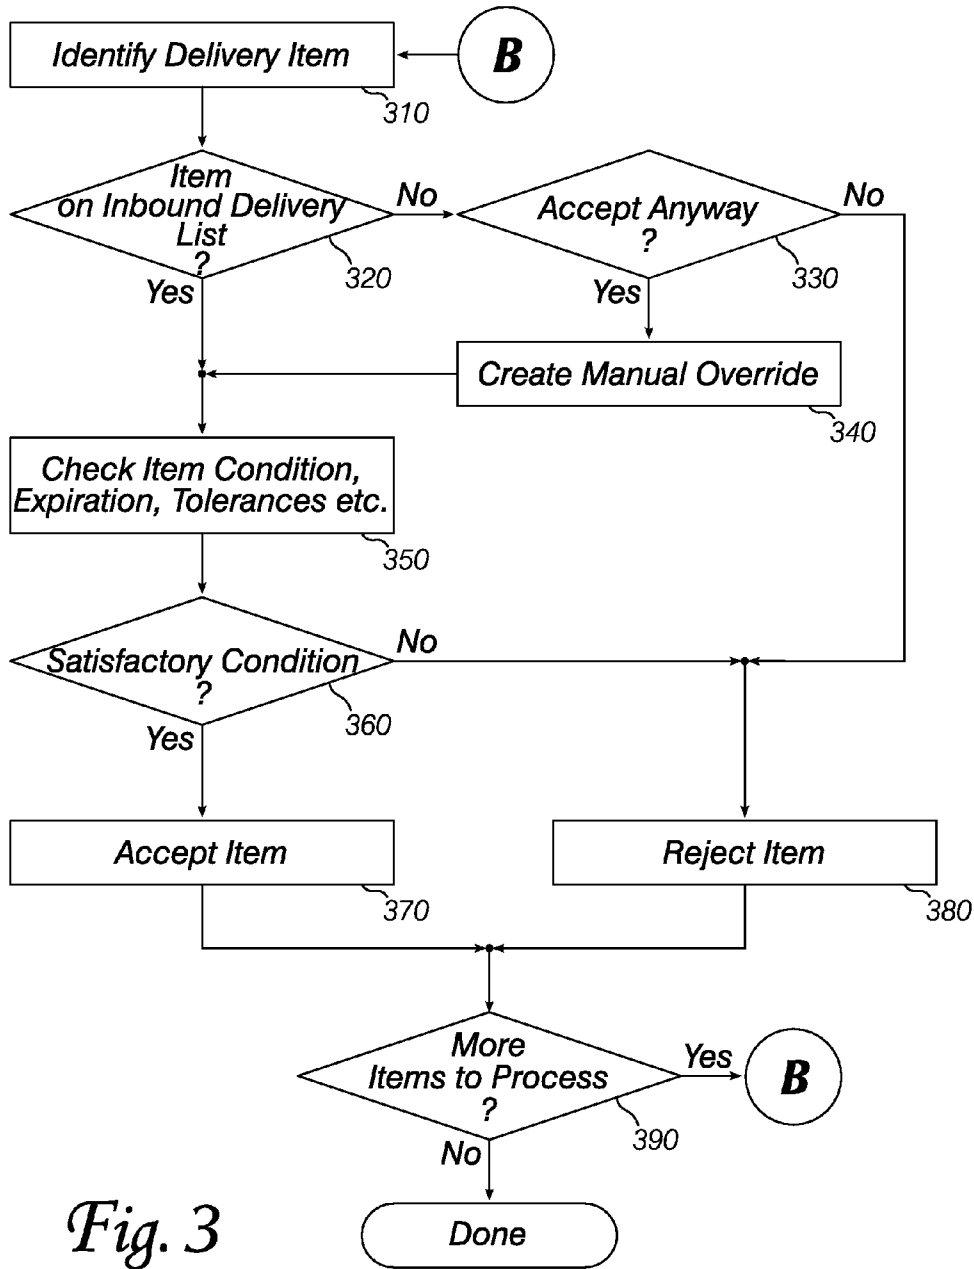 Identify Delivery Item
B
310
Item
on Inbound Delivery
List
?
320
No
Yes
Accept Anyway
?
330
No
Yes
Create Manual Override
340
Check Item Condition,
Expiration, Tolerances etc.
350
Satisfactory Condition
?
360
No
Yes
Accept Item
370
Reject Item
380
More
Items to Process
?
390
Yes
B
No
Done
Fig. 3